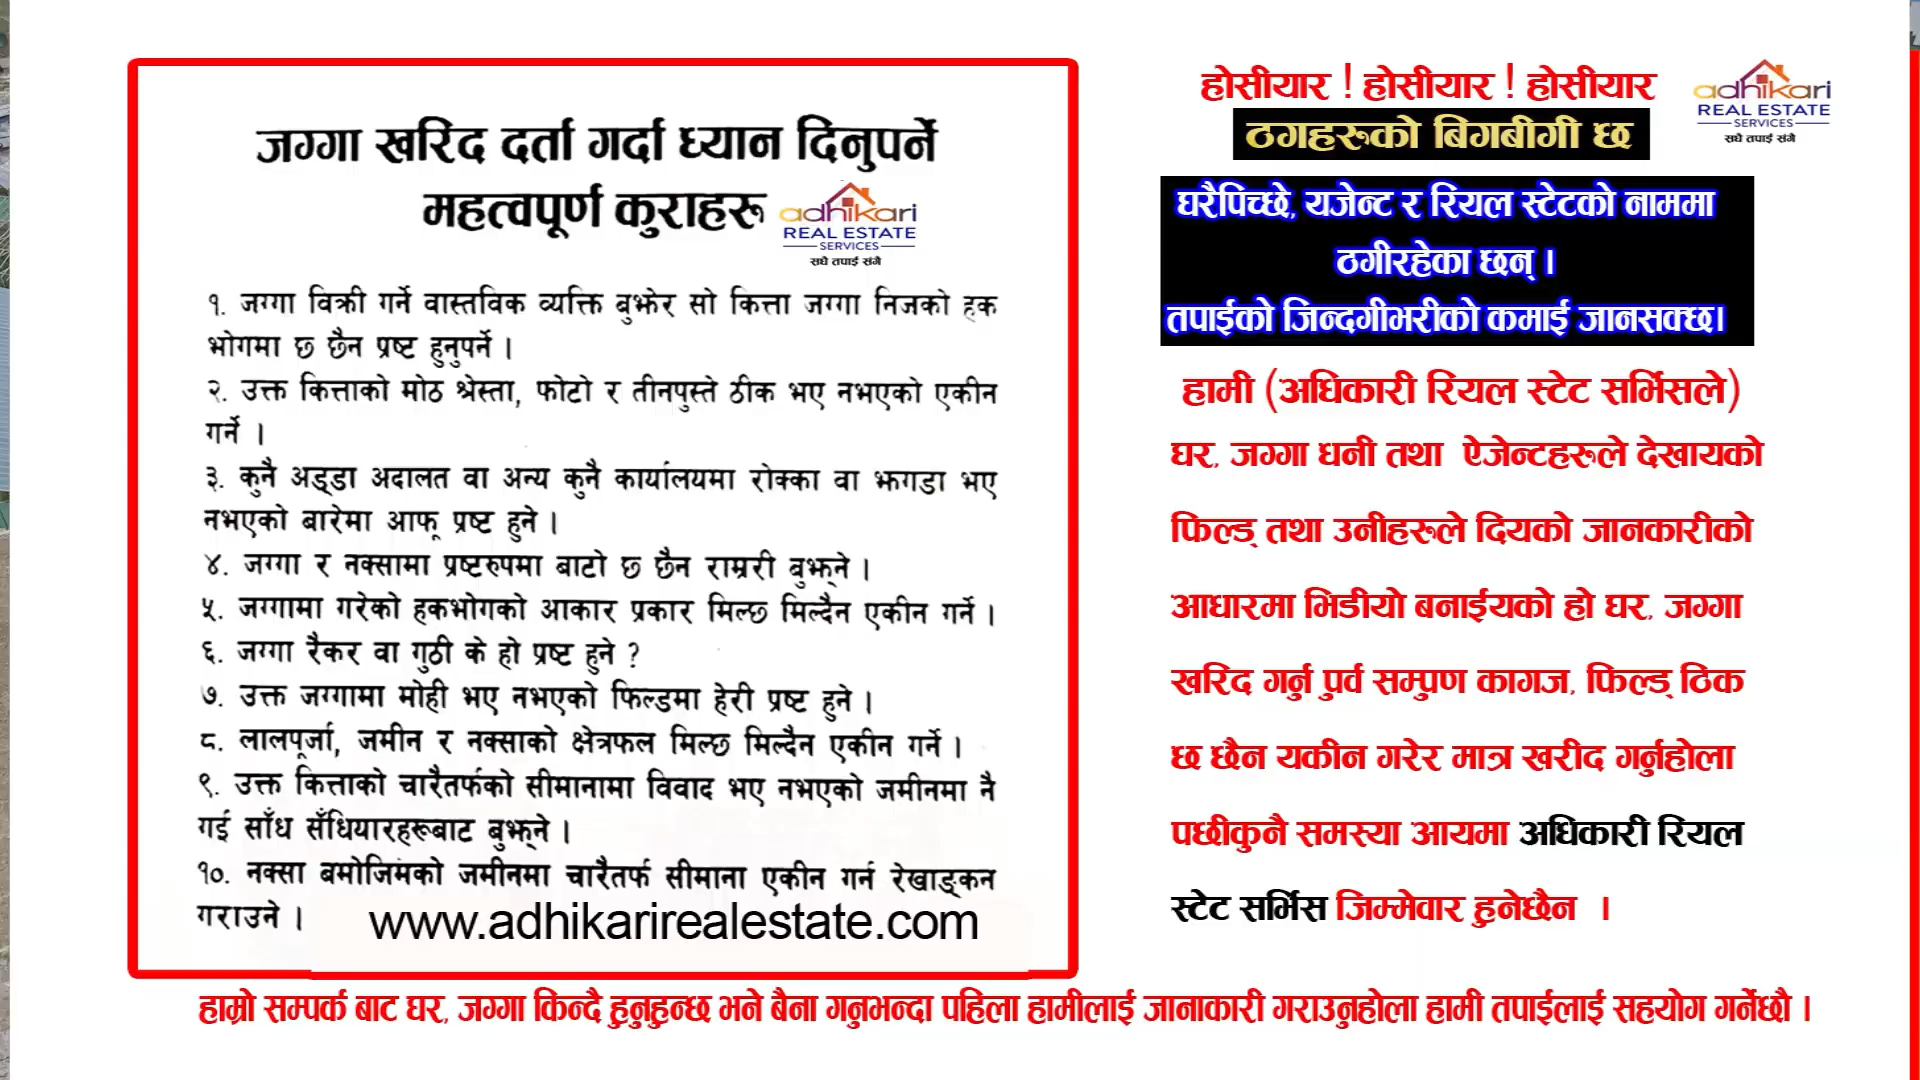 जग्गा खरिद दर्ता गर्दा ध्यान दिनुपर्ने
महत्वपूर्ण कुराहरू
adhikari
REAL ESTATE
SERVICES
सधै तपाई संगै
१. जग्गा विक्री गर्ने वास्तविक व्यक्ति बुझेर सो कित्ता जग्गा निजको हक
भोगमा छ छैन प्रष्ट हुनुपर्ने ।
२. उक्त कित्ताको मोठ श्रेस्ता, फोटो र तीनपुस्ते ठीक भए नभएको एकीन
गर्ने ।
३. कुनै अड्डा अदालत वा अन्य कुनै कार्यालयमा रोक्का वा झगडा भए
नभएको बारेमा आफू प्रष्ट हुने ।
४. जग्गा र नक्सामा प्रष्टरुपमा बाटो छ छैन राम्ररी बुझ्ने ।
५. जग्गामा गरेको हकभोगको आकार प्रकार मिल्छ मिल्दैन एकीन गर्ने ।
६. जग्गा रैकर वा गुठी के हो प्रष्ट हुने ?
७. उक्त जग्गामा मोही भए नभएको फिल्डमा हेरी प्रष्ट हुने ।
८. लालपूर्जा, जमीन र नक्साको क्षेत्रफल मिल्छ मिल्दैन एकीन गर्ने ।
९. उक्त कित्ताको चारैतर्फको सीमानामा विवाद भए नभएको जमीनमा नै
गई साँध सँधियारहरूबाट बुझ्ने ।
१०. नक्सा बमोजिमको जमीनमा चारैतर्फ सीमाना एकीन गर्न रेखाङ्कन
गराउने ।
www.adhikarirealestate.com
होसीयार ! होसीयार ! होसीयार
ठगहरुको बिगबीगी छ
adhikari
REAL ESTATE
SERVICES
सधै तपाई संगै
घरैपिच्छे, यजेन्ट र रियल स्टेटको नाममा
ठगीरहेका छन् ।
तपाईको जिन्दगीभरीको कमाई जानसक्छ।
हामी (अधिकारी रियल स्टेट सर्भिसले)
घर, जग्गा धनी तथा ऐजेन्टहरुले देखायको
फिल्ड् तथा उनीहरुले दियको जानकारीको
आधारमा भिडीयो बनाईयको हो घर, जग्गा
खरिद गर्नु पुर्व सम्पुण कागज, फिल्ड् ठिक
छ छैन यकीन गरेर मात्र खरीद गर्नुहोला
पछीकुनै समस्या आयमा अधिकारी रियल
स्टेट सर्भिस जिम्मेवार हुनेछैन ।
हाम्रो सम्पर्क बाट घर, जग्गा किन्दै हुनुहुन्छ भने बैना गनुभन्दा पहिला हामीलाई जानाकारी गराउनुहोला हामी तपाईलाई सहयोग गर्नेछौ ।